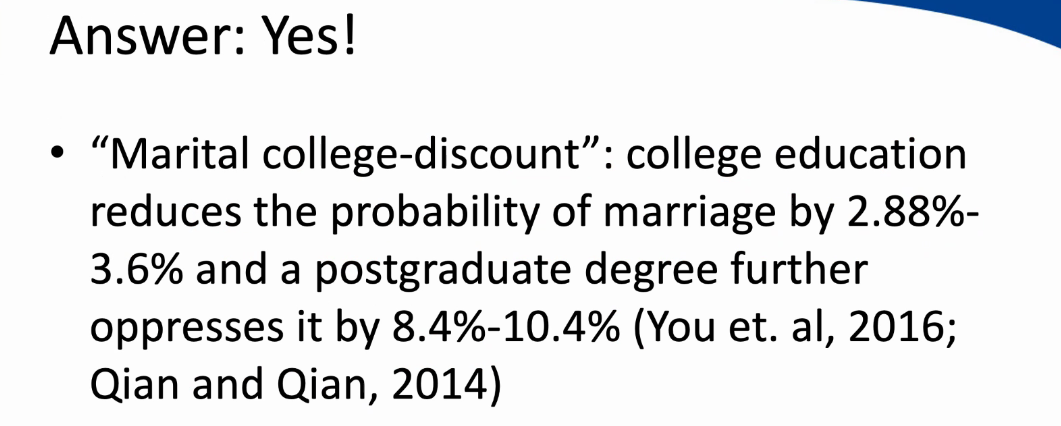 Answer: Yes!
• “Marital college-discount”: college education
reduces the probability of marriage by 2.88%-
3.6% and a postgraduate degree further
oppresses it by 8.4%-10.4% (You et. al, 2016;
Qian and Qian, 2014)